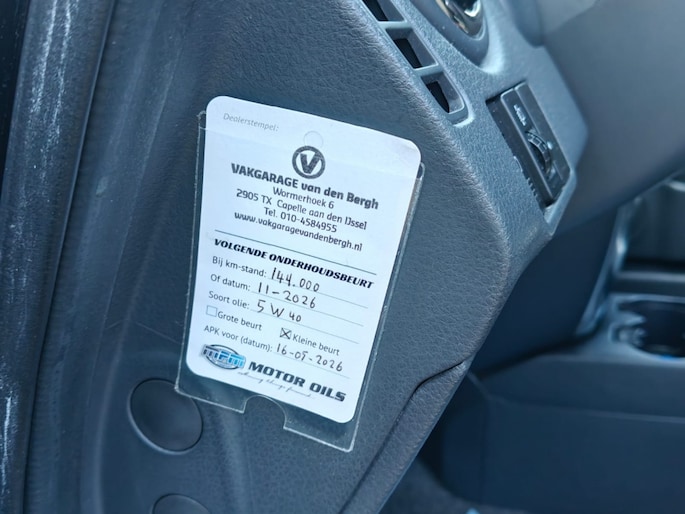 Dealerstempel:
V
VAKGARAGE van den Bergh
Wormerhoek 6
2905 TX Capelle aan den IJssel
Tel. 010-4584955
www.vakgaragevandenbergh.nl
VOLGENDE ONDERHOUDSBEURT
Bij km-stand: 144.000
Of datum: 11-2026
Soort olie: 5W40
Grote beurt Kleine beurt
APK voor (datum): 16-05-2026
MPM MOTOR OILS